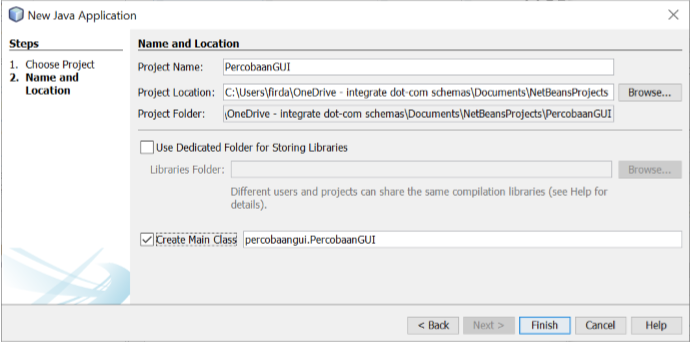 New Java Application
Steps
1. Choose Project
2. Name and
Location
Name and Location
Project Name: PercobaanGUI
Project Location: C:\Users\firda\OneDrive - integrate dot-com schemas\Documents\NetBeansProjects Browse...
Project Folder: \OneDrive - integrate dot-com schemas\Documents\NetBeansProjects\PercobaanGUI
Use Dedicated Folder for Storing Libraries
Libraries Folder: Browse...
Different users and projects can share the same compilation libraries (see Help for
details).
Create Main Class percobaangui.PercobaanGUI
< Back Next > Finish Cancel Help